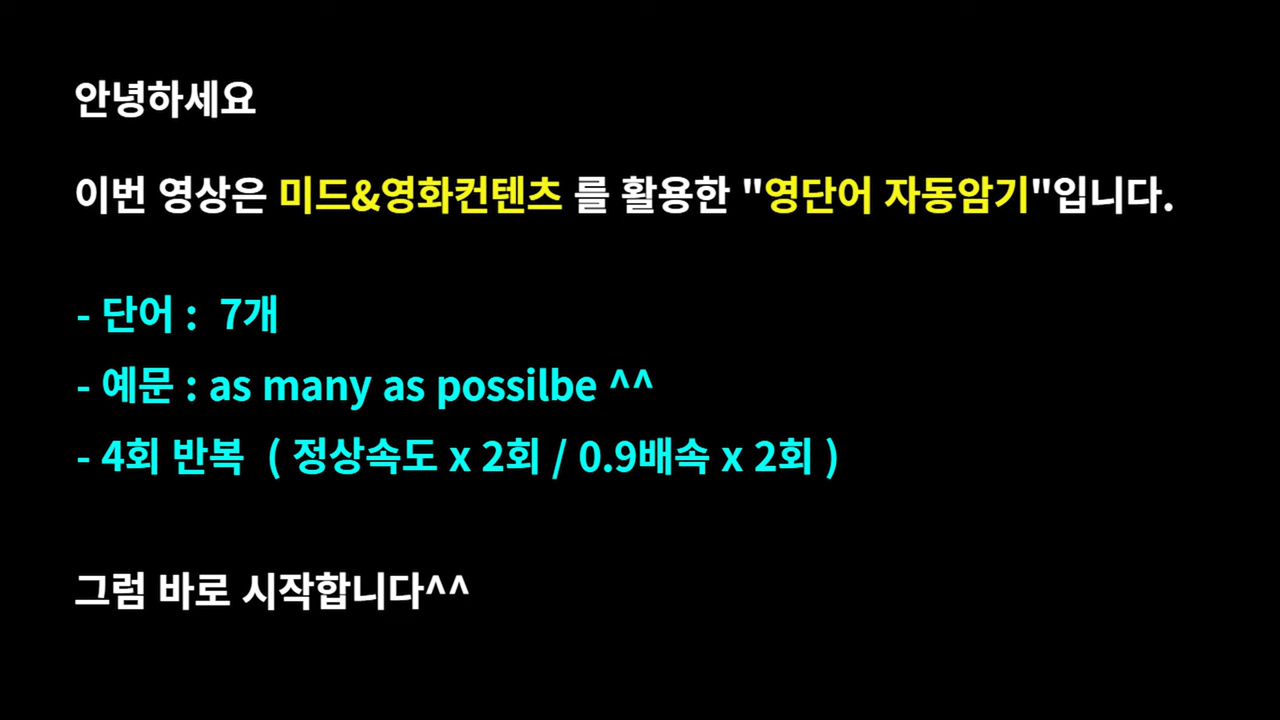 안녕하세요
이번 영상은 미드&영화컨텐츠 를 활용한 "영단어 자동암기"입니다.
- 단어 :  7개
- 예문 : as many as possilbe ^^
- 4회 반복  ( 정상속도 x 2회 / 0.9배속 x 2회 )
그럼 바로 시작합니다^^